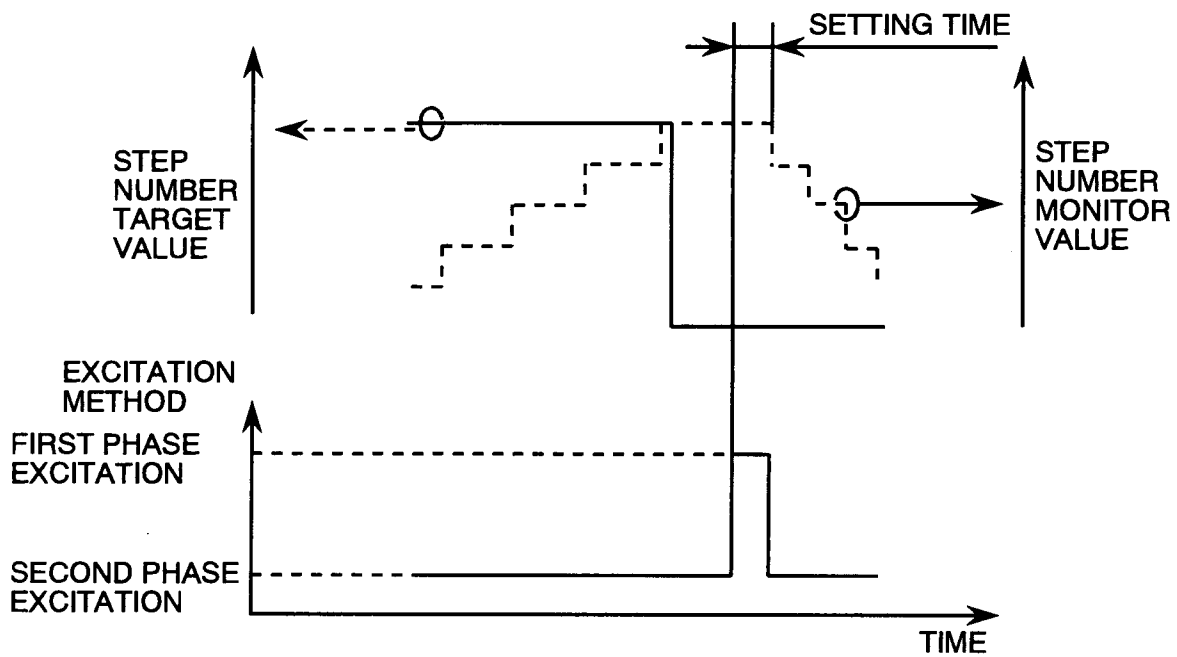 SETTING TIME
STEP
NUMBER
TARGET
VALUE
STEP
NUMBER
MONITOR
VALUE
EXCITATION
METHOD
FIRST PHASE
EXCITATION
SECOND PHASE
EXCITATION
TIME